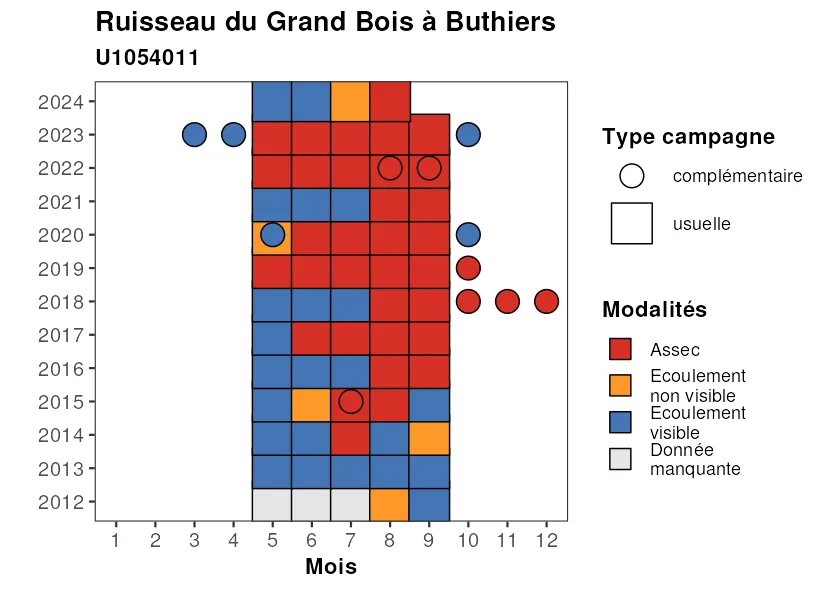 Ruisseau du Grand Bois à Buthiers
U1054011
2024
2023
2022
2021
2020
2019
2018
2017
2016
2015
2014
2013
2012
1 2 3 4 5 6 7 8 9 10 11 12
Mois
Type campagne
complémentaire
usuelle
Modalités
Assec
Ecoulement
non visible
Ecoulement
visible
Donnée
manquante